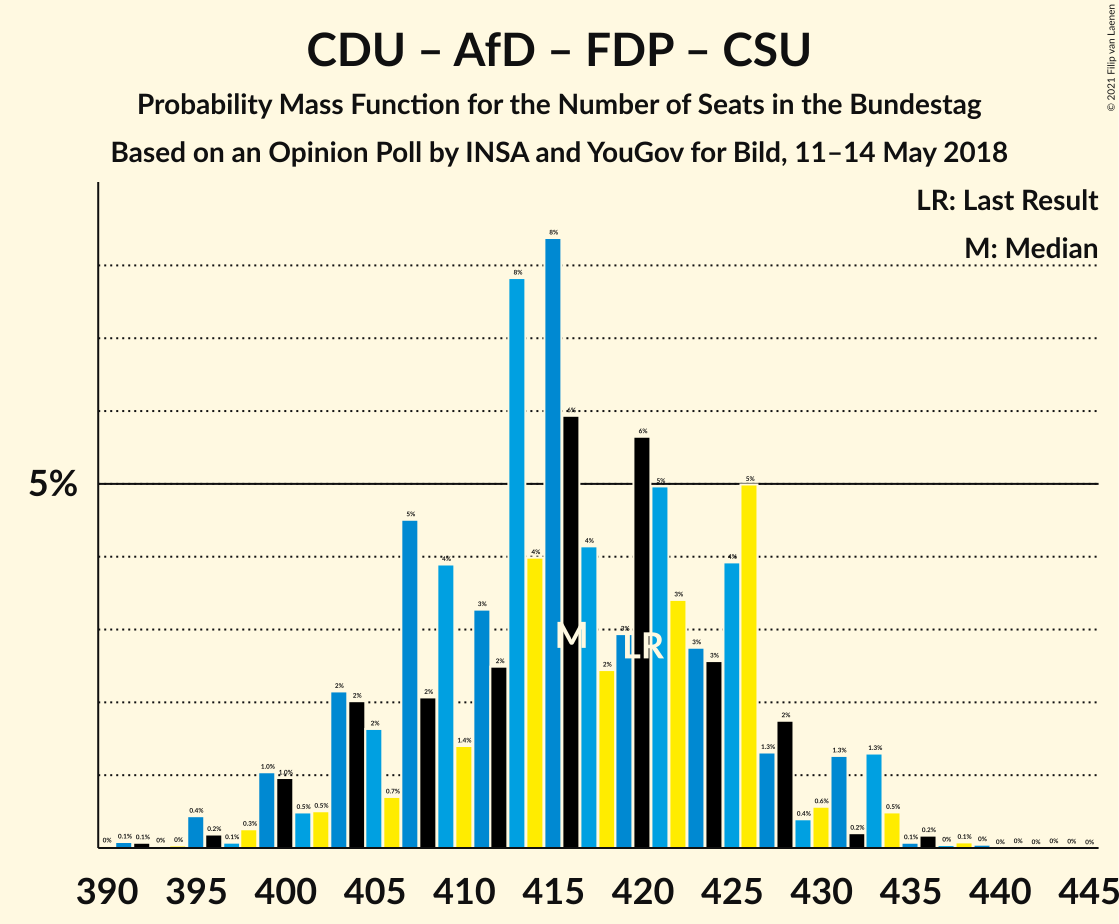 CDU – AfD – FDP – CSU
Probability Mass Function for the Number of Seats in the Bundestag
Based on an Opinion Poll by INSA and YouGov for Bild, 11–14 May 2018
© 2021 Filip van Laenen
LR: Last Result
M: Median
5%
0% 0.1% 0.1% 0% 0% 0.4% 0.2% 0.1% 0.3% 1.0% 1.0% 0.5% 0.5% 2% 2% 2% 0.7% 5% 2% 4% 1.4% 3% 2% 8% 4% 8% 6% 4% 2% 3% 6% 5% 3% 3% 3% 4% 5% 1.3% 2% 0.4% 0.6% 1.3% 0.2% 1.3% 0.5% 0.1% 0.2% 0% 0.1% 0% 0% 0% 0% 0% 0% 0%
M LR
390 395 400 405 410 415 420 425 430 435 440 445